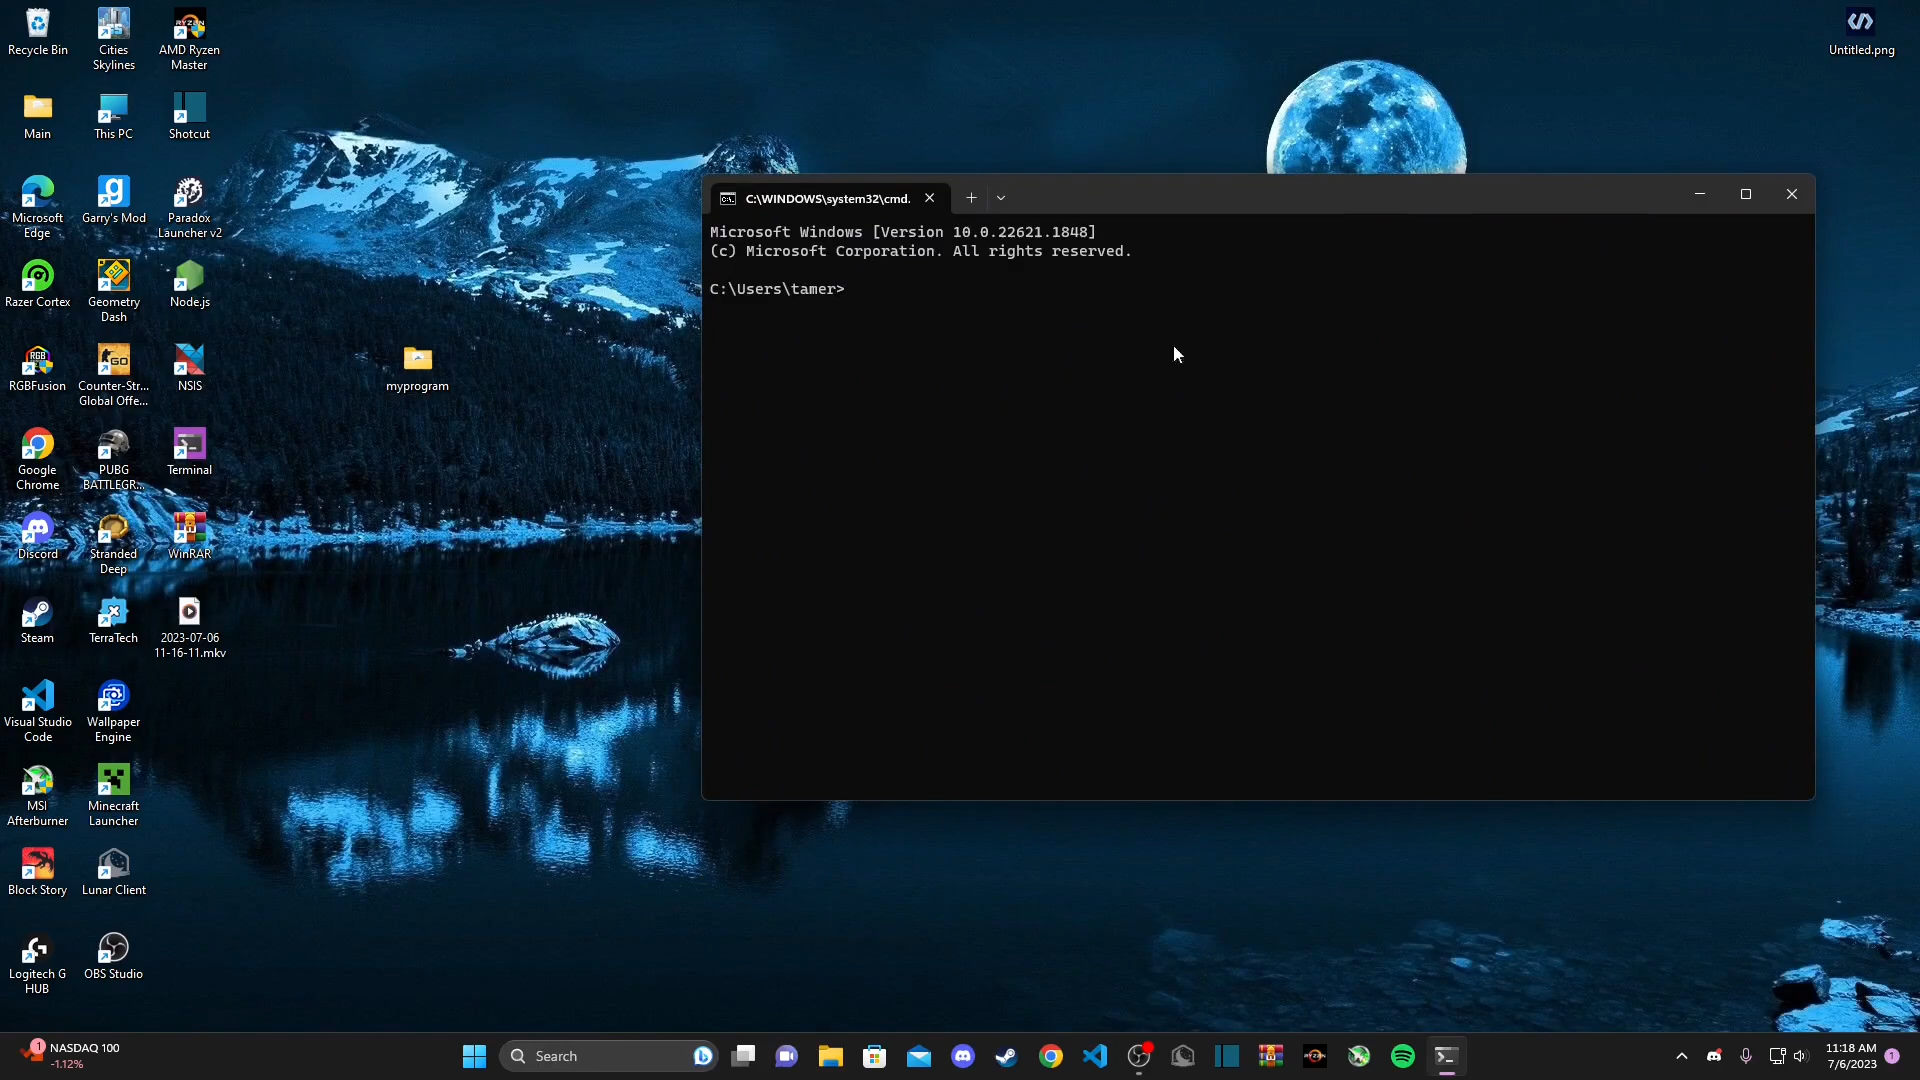 Recycle Bin
Cities
Skylines
AMD Ryzen
Master
Main
This PC
Shotcut
Microsoft
Edge
Garry's Mod
Paradox
Launcher v2
Razer Cortex
Geometry
Dash
Node.js
RGBFusion
Counter-Str...
Global Offe...
NSIS
Google
Chrome
PUBG
BATTLEGR...
Terminal
Discord
Stranded
Deep
WinRAR
Steam
TerraTech
2023-07-06
11-16-11.mkv
Visual Studio
Code
Wallpaper
Engine
MSI
Afterburner
Minecraft
Launcher
Block Story
Lunar Client
Logitech G
HUB
OBS Studio
myprogram
Untitled.png
C:\WINDOWS\system32\cmd.
Microsoft Windows [Version 10.0.22621.1848]
(c) Microsoft Corporation. All rights reserved.
C:\Users\tamer>
1
NASDAQ 100
-1.12%
Search
11:18 AM
7/6/2023
1